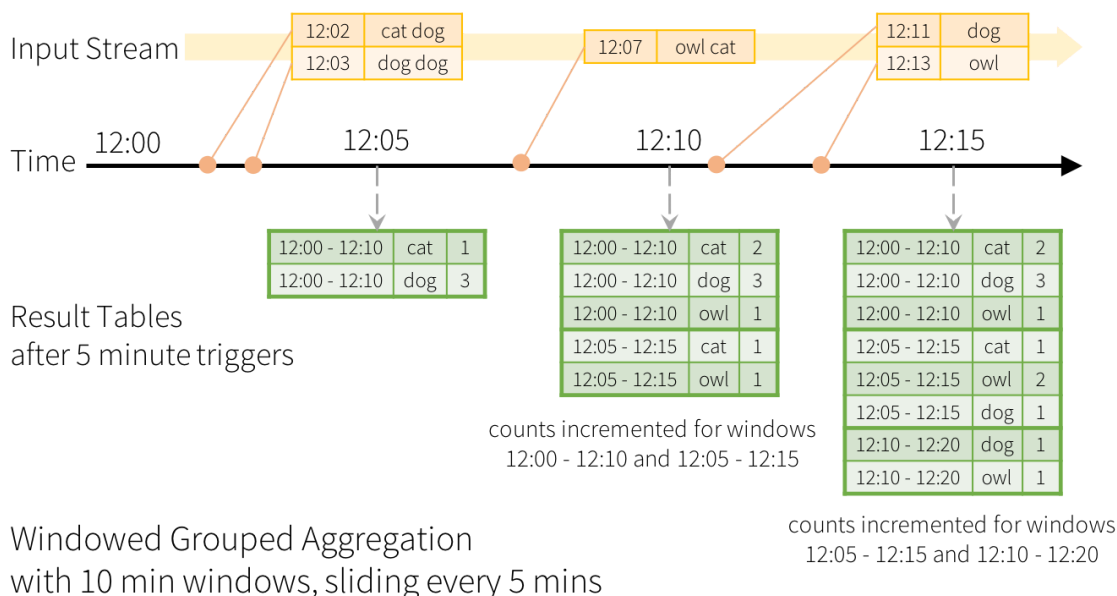 Input Stream
12:02 cat dog
12:03 dog dog
12:07 owl cat
12:11 dog
12:13 owl
Time
12:00
12:05
12:10
12:15
Result Tables
after 5 minute triggers
12:00 - 12:10 cat 1
12:00 - 12:10 dog 3
12:00 - 12:10 cat 2
12:00 - 12:10 dog 3
12:00 - 12:10 owl 1
12:05 - 12:15 cat 1
12:05 - 12:15 owl 1
counts incremented for windows
12:00 - 12:10 and 12:05 - 12:15
12:00 - 12:10 cat 2
12:00 - 12:10 dog 3
12:00 - 12:10 owl 1
12:05 - 12:15 cat 1
12:05 - 12:15 owl 2
12:05 - 12:15 dog 1
12:10 - 12:20 dog 1
12:10 - 12:20 owl 1
counts incremented for windows
12:05 - 12:15 and 12:10 - 12:20
Windowed Grouped Aggregation
with 10 min windows, sliding every 5 mins